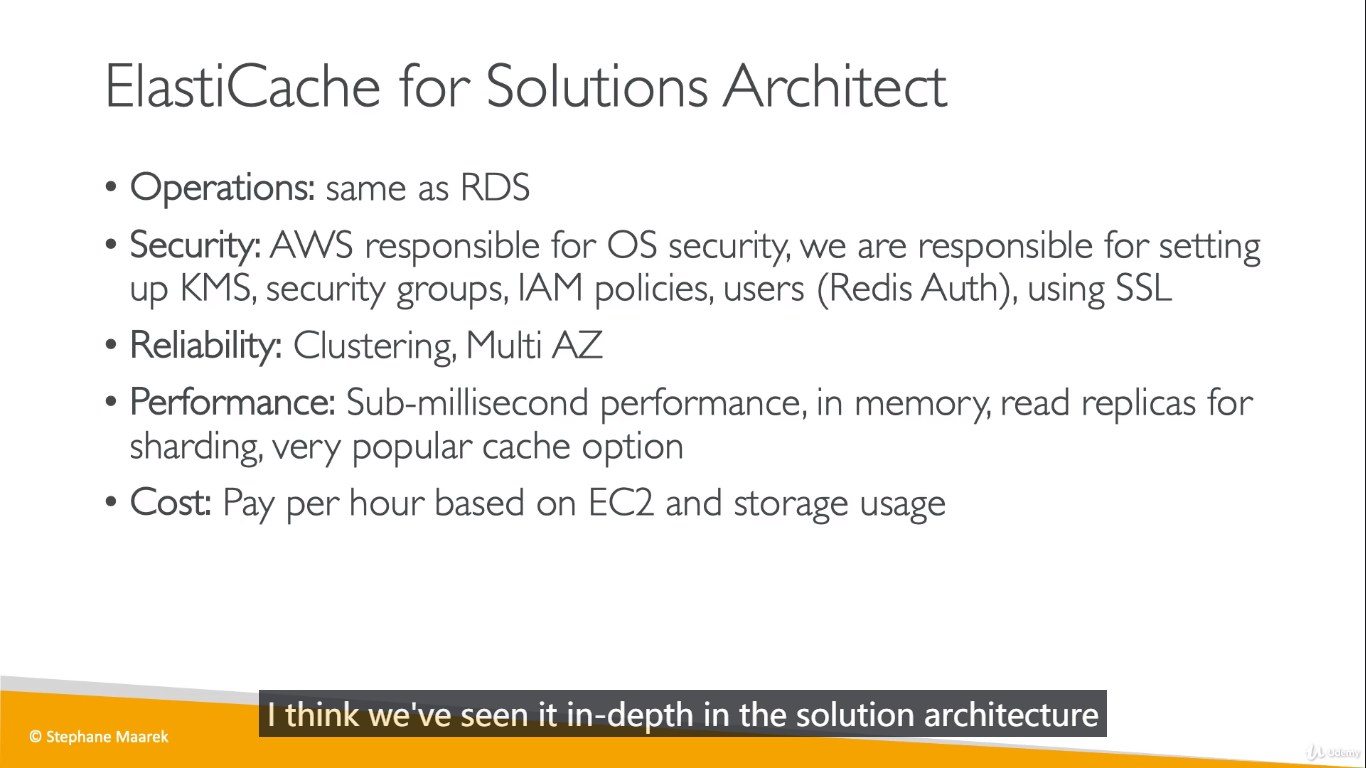 ElastiCache for Solutions Architect
• Operations: same as RDS
• Security: AWS responsible for OS security, we are responsible for setting
up KMS, security groups, IAM policies, users (Redis Auth), using SSL
• Reliability: Clustering, Multi AZ
• Performance: Sub-millisecond performance, in memory, read replicas for
sharding, very popular cache option
• Cost: Pay per hour based on EC2 and storage usage
I think we've seen it in-depth in the solution architecture
© Stephane Maarek
Udemy